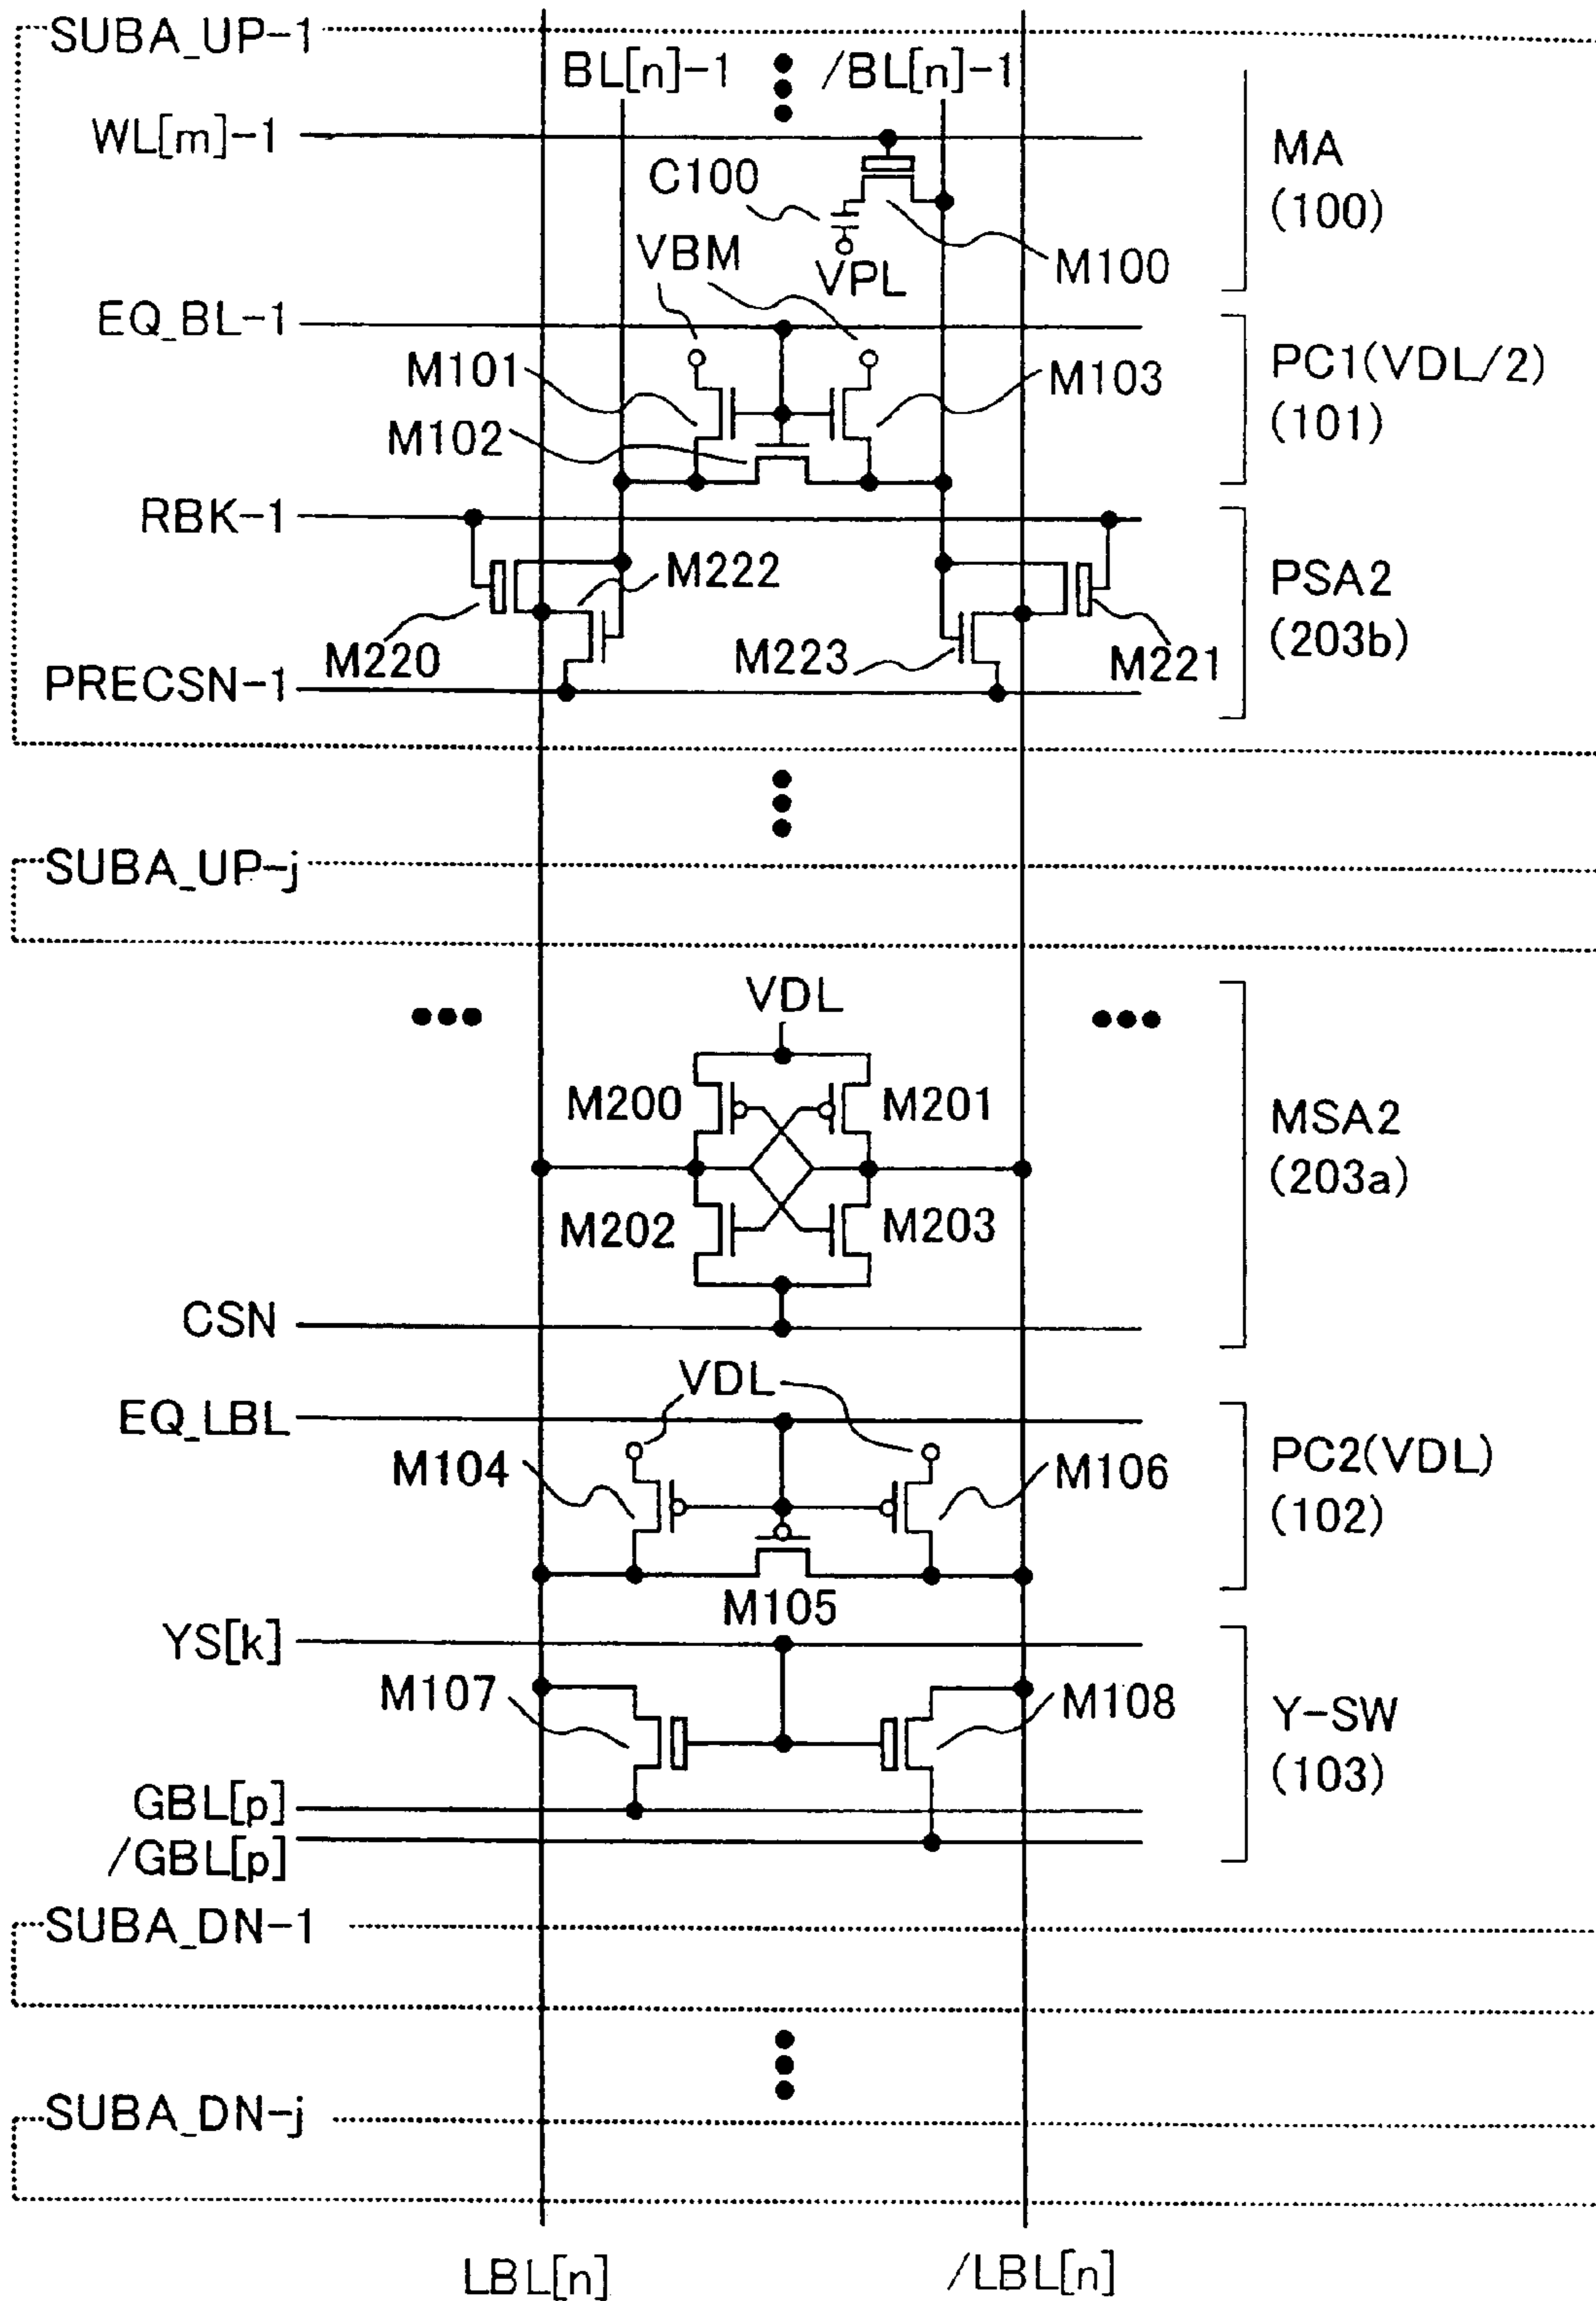 SUBA_UP-1
BL[n]-1 /BL[n]-1
WL[m]-1
MA
(100)
C100
VBM
VPL
M100
EQ_BL-1
PC1(VDL/2)
(101)
M101
M103
M102
RBK-1
PSA2
(203b)
M222
M220
M223
M221
PRECSN-1
SUBA_UP-j
VDL
M200
M201
MSA2
(203a)
M202
M203
CSN
VDL
EQ_LBL
PC2(VDL)
(102)
M104
M106
M105
YS[k]
M107
M108
Y-SW
(103)
GBL[p]
/GBL[p]
SUBA_DN-1
SUBA_DN-j
LBL[n]
/LBL[n]